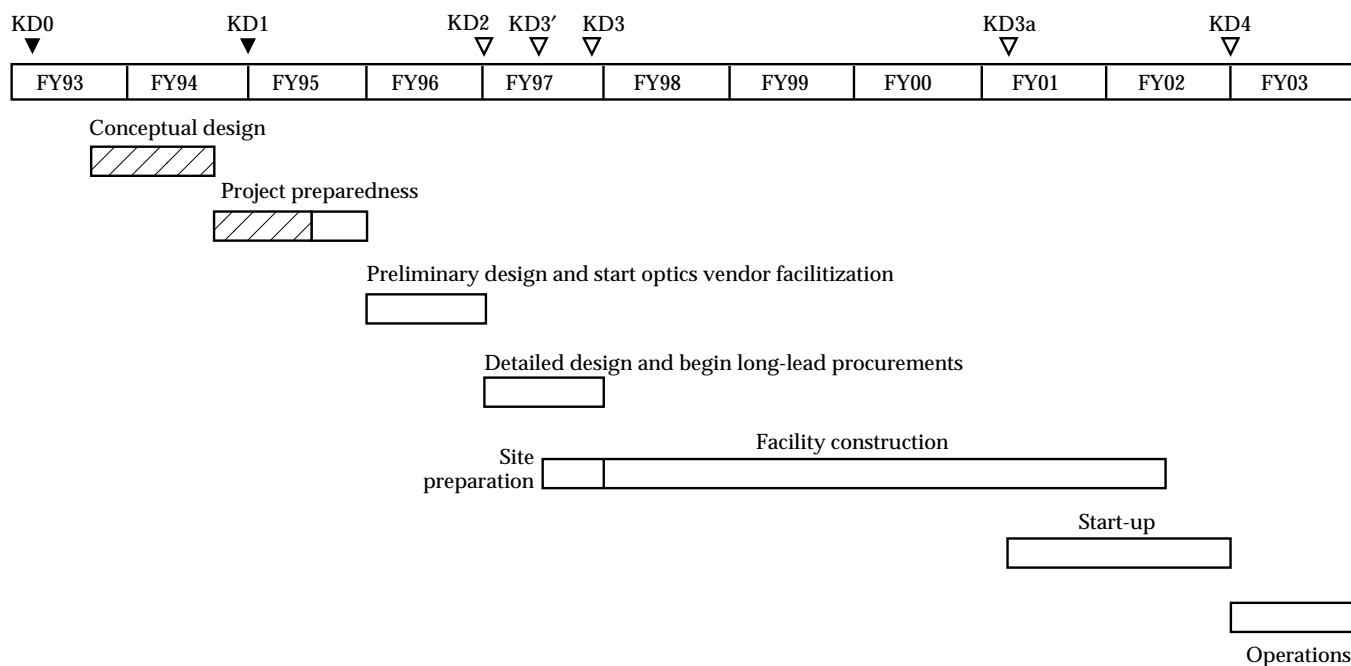 KD0 KD1 KD2 KD3′ KD3 KD3a KD4
FY93 FY94 FY95 FY96 FY97 FY98 FY99 FY00 FY01 FY02 FY03
Conceptual design
Project preparedness
Preliminary design and start optics vendor facilitization
Detailed design and begin long-lead procurements
Facility construction
Site
preparation
Start-up
Operations